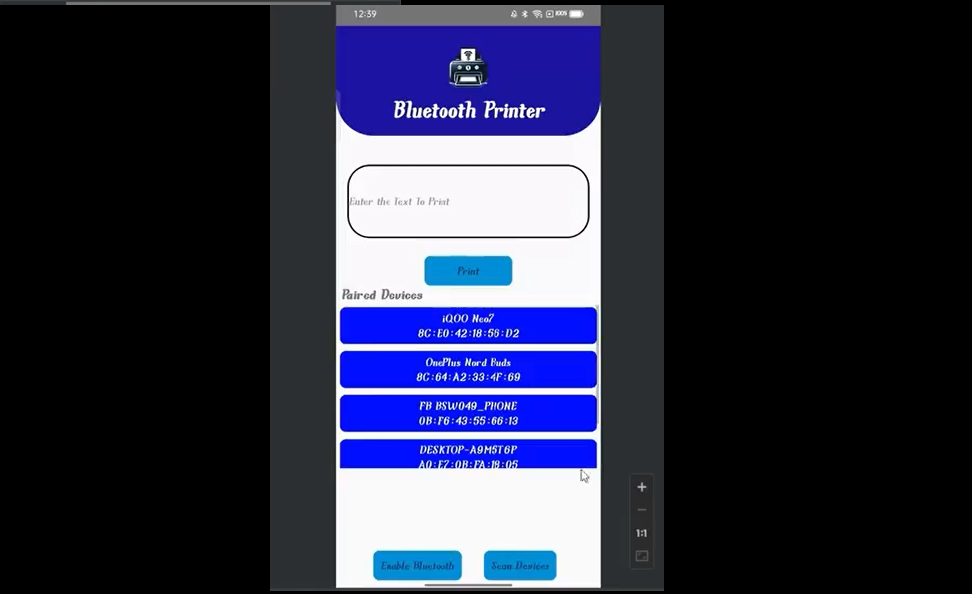 12:39
100%
Bluetooth Printer
Enter the Text To Print
Print
Paired Devices
iQOO Neo7
8C:E0:42:18:58:D2
OnePlus Nord Buds
8C:64:A2:33:4F:69
FB BSW049_PHONE
0B:F6:43:55:66:13
DESKTOP-A9M5T6P
A0:E7:0B:FA:18:05
Enable Bluetooth
Scan Devices
1:1